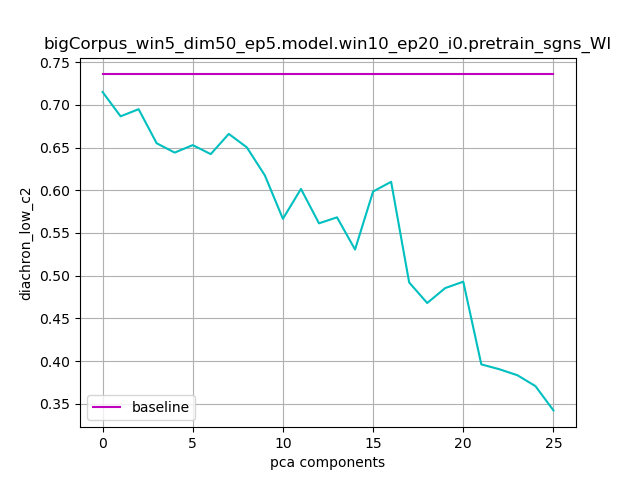 bigCorpus_win5_dim50_ep5.model.win10_ep20_i0.pretrain_sgns_WI
0.75
0.70
0.65
0.60
0.55
0.50
0.45
0.40
0.35
diachron_low_c2
baseline
0 5 10 15 20 25
pca components